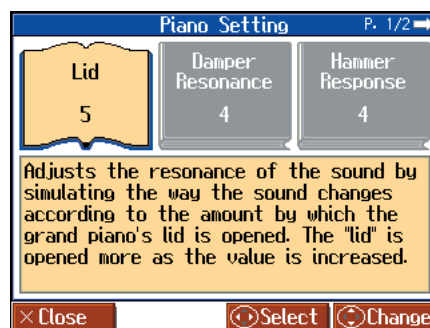 Piano Setting P. 1/2
Lid
5
Damper
Resonance
4
Hammer
Response
4
Adjusts the resonance of the sound by
simulating the way the sound changes
according to the amount by which the
grand piano's lid is opened. The "lid" is
opened more as the value is increased.
×Close Select Change